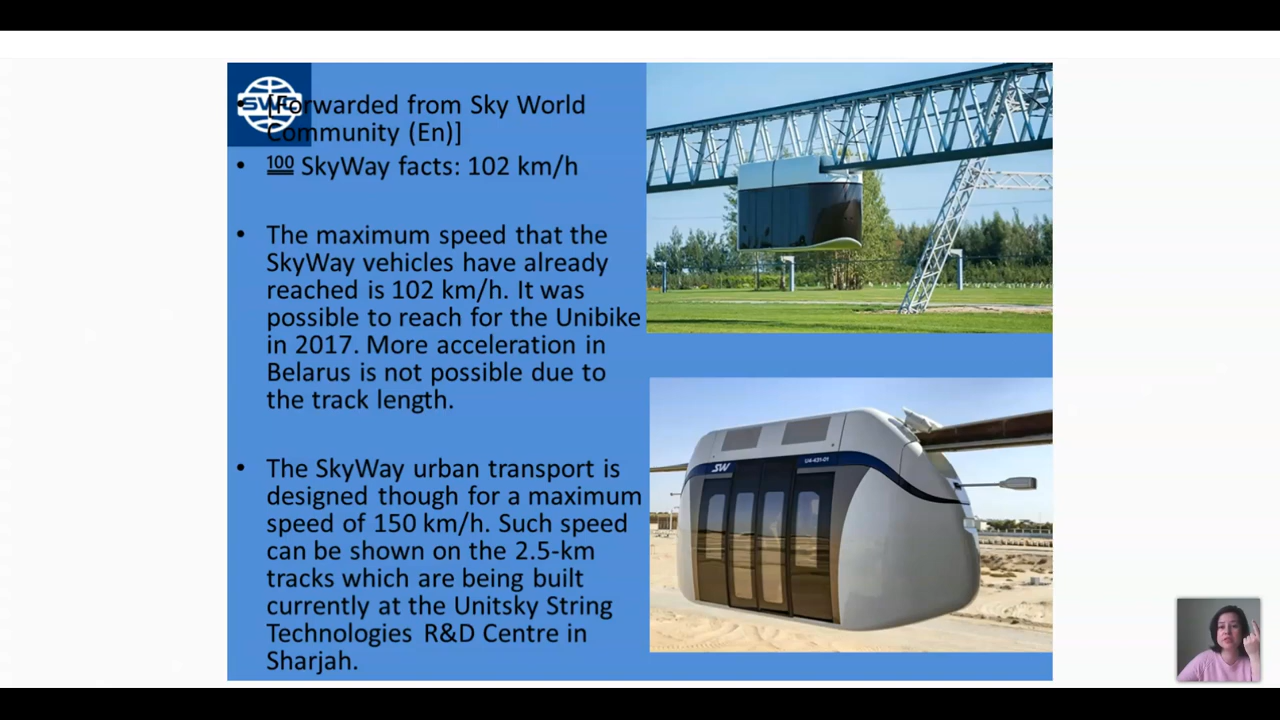 SWC
[Forwarded from Sky World
Community (En)]
• 💯 SkyWay facts: 102 km/h
• The maximum speed that the
SkyWay vehicles have already
reached is 102 km/h. It was
possible to reach for the Unibike
in 2017. More acceleration in
Belarus is not possible due to
the track length.
• The SkyWay urban transport is
designed though for a maximum
speed of 150 km/h. Such speed
can be shown on the 2.5-km
tracks which are being built
currently at the Unitsky String
Technologies R&D Centre in
Sharjah.
SW
U4-431-01